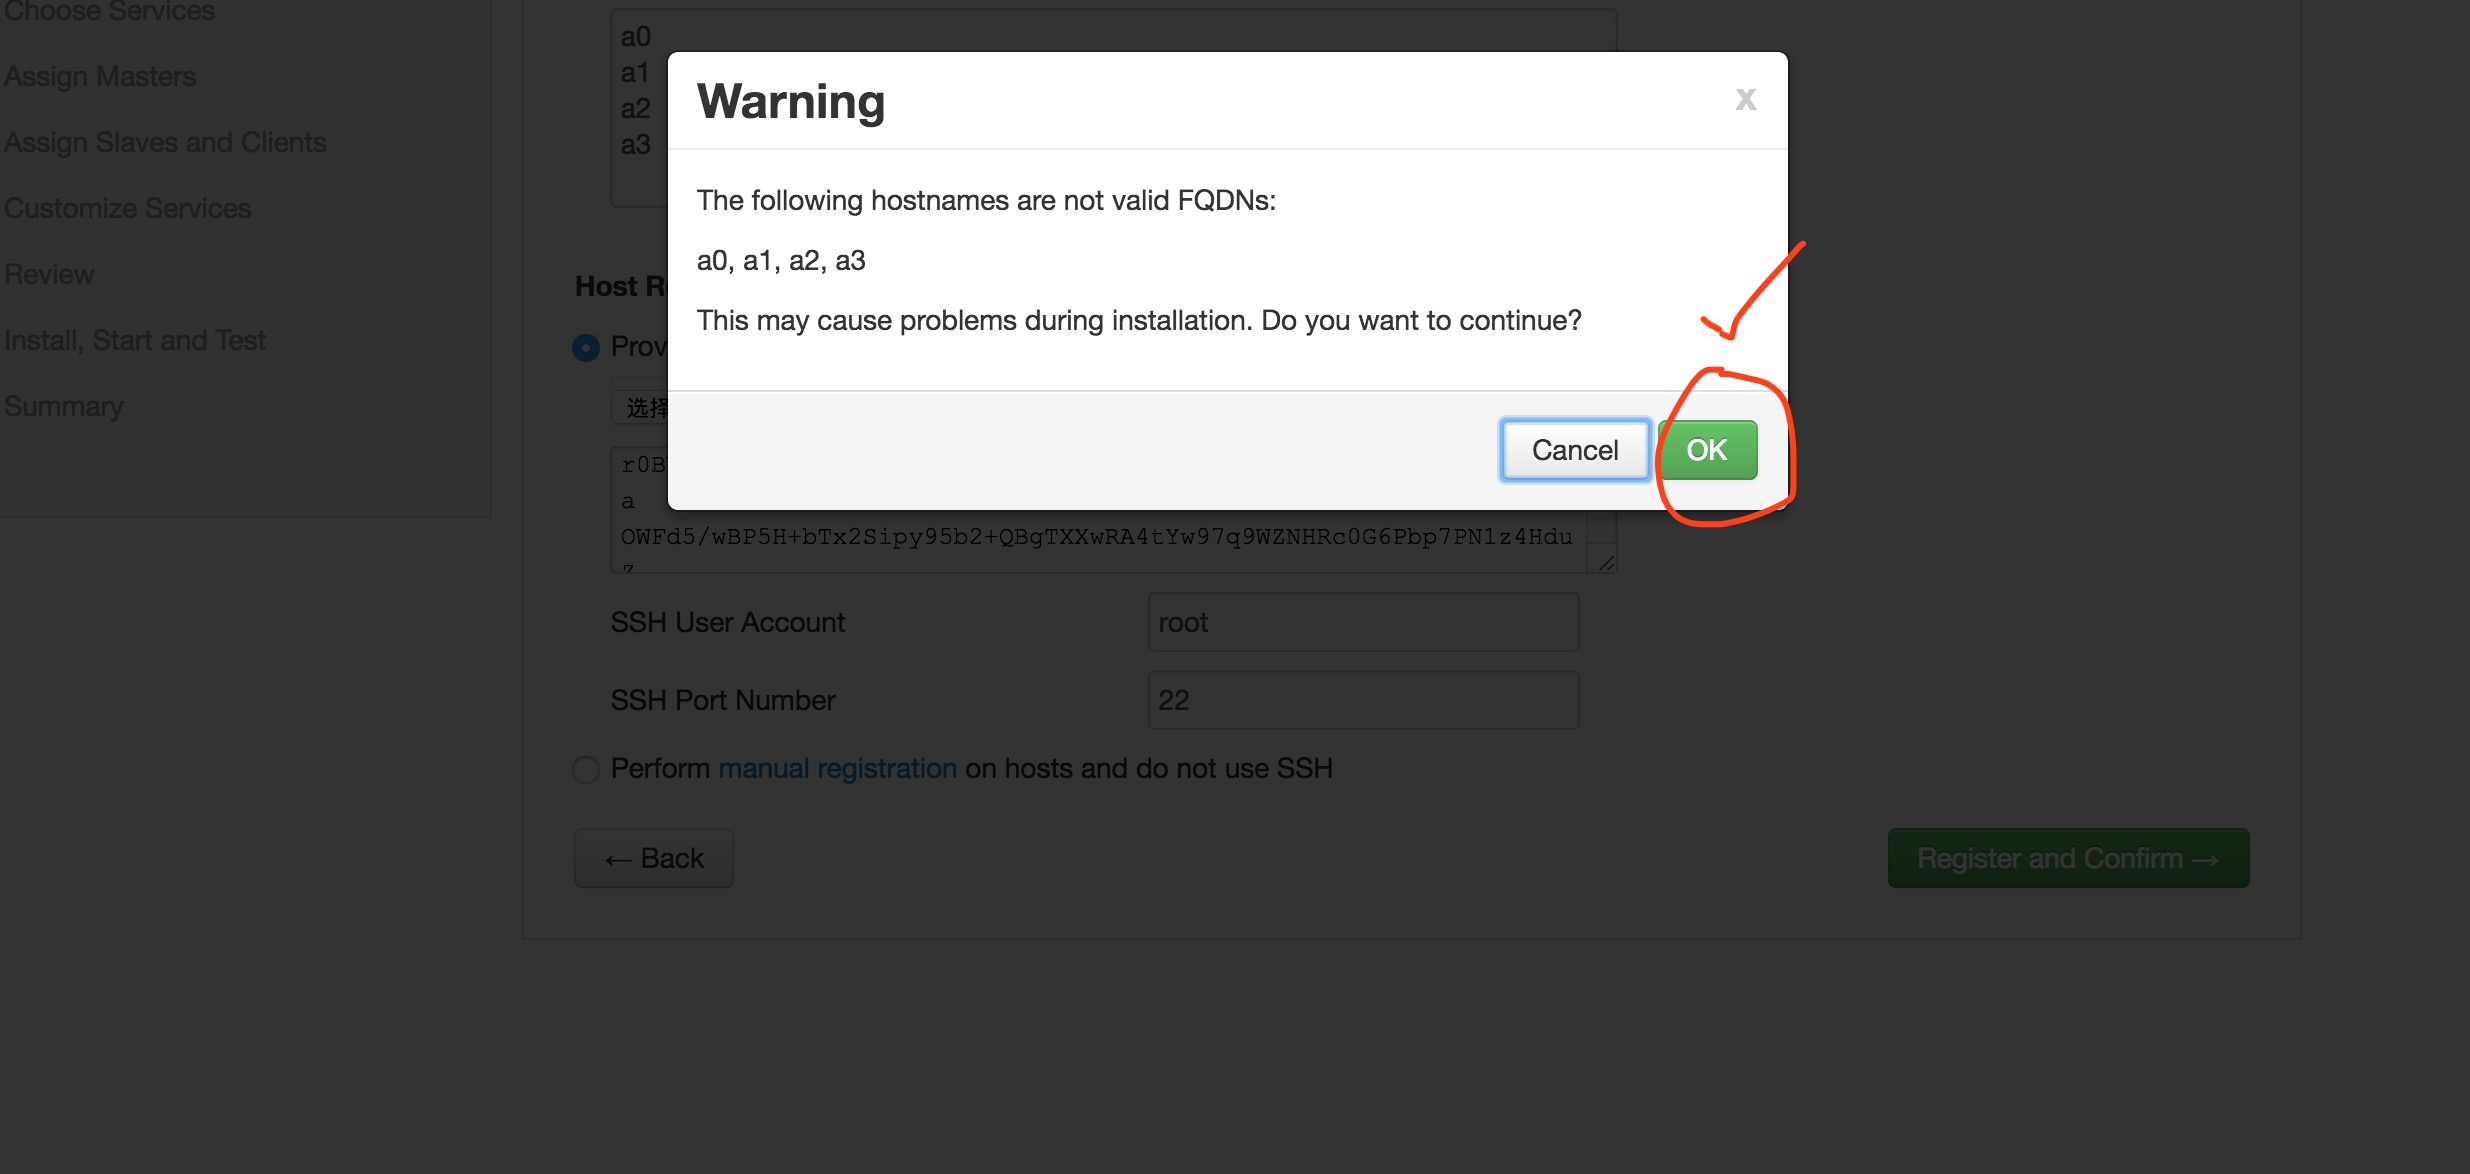 Choose Services
Assign Masters
Assign Slaves and Clients
Customize Services
Review
Install, Start and Test
Summary
a0
a1
a2
a3
Warning
x
The following hostnames are not valid FQDNs:
a0, a1, a2, a3
This may cause problems during installation. Do you want to continue?
Cancel
OK
Host R
Prov
选择
r0B
a
OWFd5/wBP5H+bTx2Sipy95b2+QBgTXXwRA4tYw97q9WZNHRc0G6Pbp7PN1z4Hdu
SSH User Account
root
SSH Port Number
22
Perform manual registration on hosts and do not use SSH
← Back
Register and Confirm →